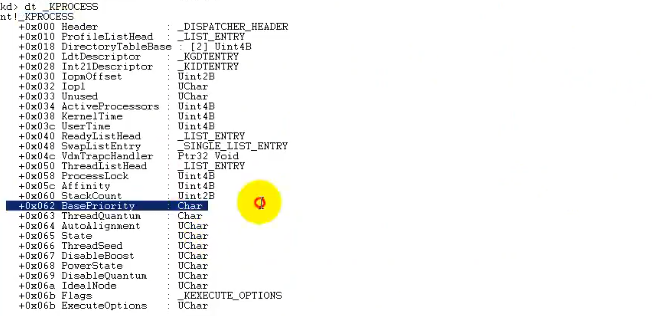 kd> dt _KPROCESS
nt!_KPROCESS
+0x000 Header : _DISPATCHER_HEADER
+0x010 ProfileListHead : _LIST_ENTRY
+0x018 DirectoryTableBase : [2] Uint4B
+0x020 LdtDescriptor : _KGDTENTRY
+0x028 Int21Descriptor : _KIDTENTRY
+0x030 IopmOffset : Uint2B
+0x032 Iopl : UChar
+0x033 Unused : UChar
+0x034 ActiveProcessors : Uint4B
+0x038 KernelTime : Uint4B
+0x03c UserTime : Uint4B
+0x040 ReadyListHead : _LIST_ENTRY
+0x048 SwapListEntry : _SINGLE_LIST_ENTRY
+0x04c VdmTrapcHandler : Ptr32 Void
+0x050 ThreadListHead : _LIST_ENTRY
+0x058 ProcessLock : Uint4B
+0x05c Affinity : Uint4B
+0x060 StackCount : Uint2B
+0x062 BasePriority : Char
+0x063 ThreadQuantum : Char
+0x064 AutoAlignment : UChar
+0x065 State : UChar
+0x066 ThreadSeed : UChar
+0x067 DisableBoost : UChar
+0x068 PowerState : UChar
+0x069 DisableQuantum : UChar
+0x06a IdealNode : UChar
+0x06b Flags : _KEXECUTE_OPTIONS
+0x06b ExecuteOptions : UChar